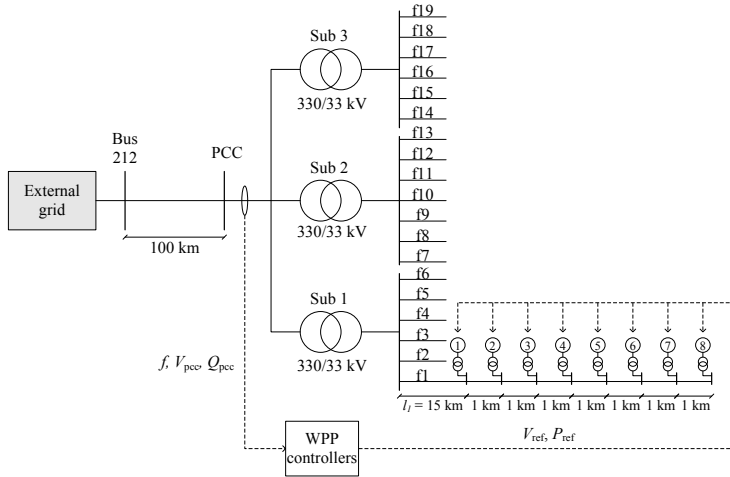 f19
Sub 3
f18
f17
f16
f15
330/33 kV
f14
Bus
212
PCC
f13
Sub 2
f12
f11
External
grid
f10
f9
f8
330/33 kV
100 km
f7
f6
Sub 1
f5
f4
1 2 3 4 5 6 7 8
f3
f, Vpcc, Qpcc
330/33 kV
f2
f1
l1 = 15 km 1 km 1 km 1 km 1 km 1 km 1 km 1 km
WPP
controllers
Vref, Pref